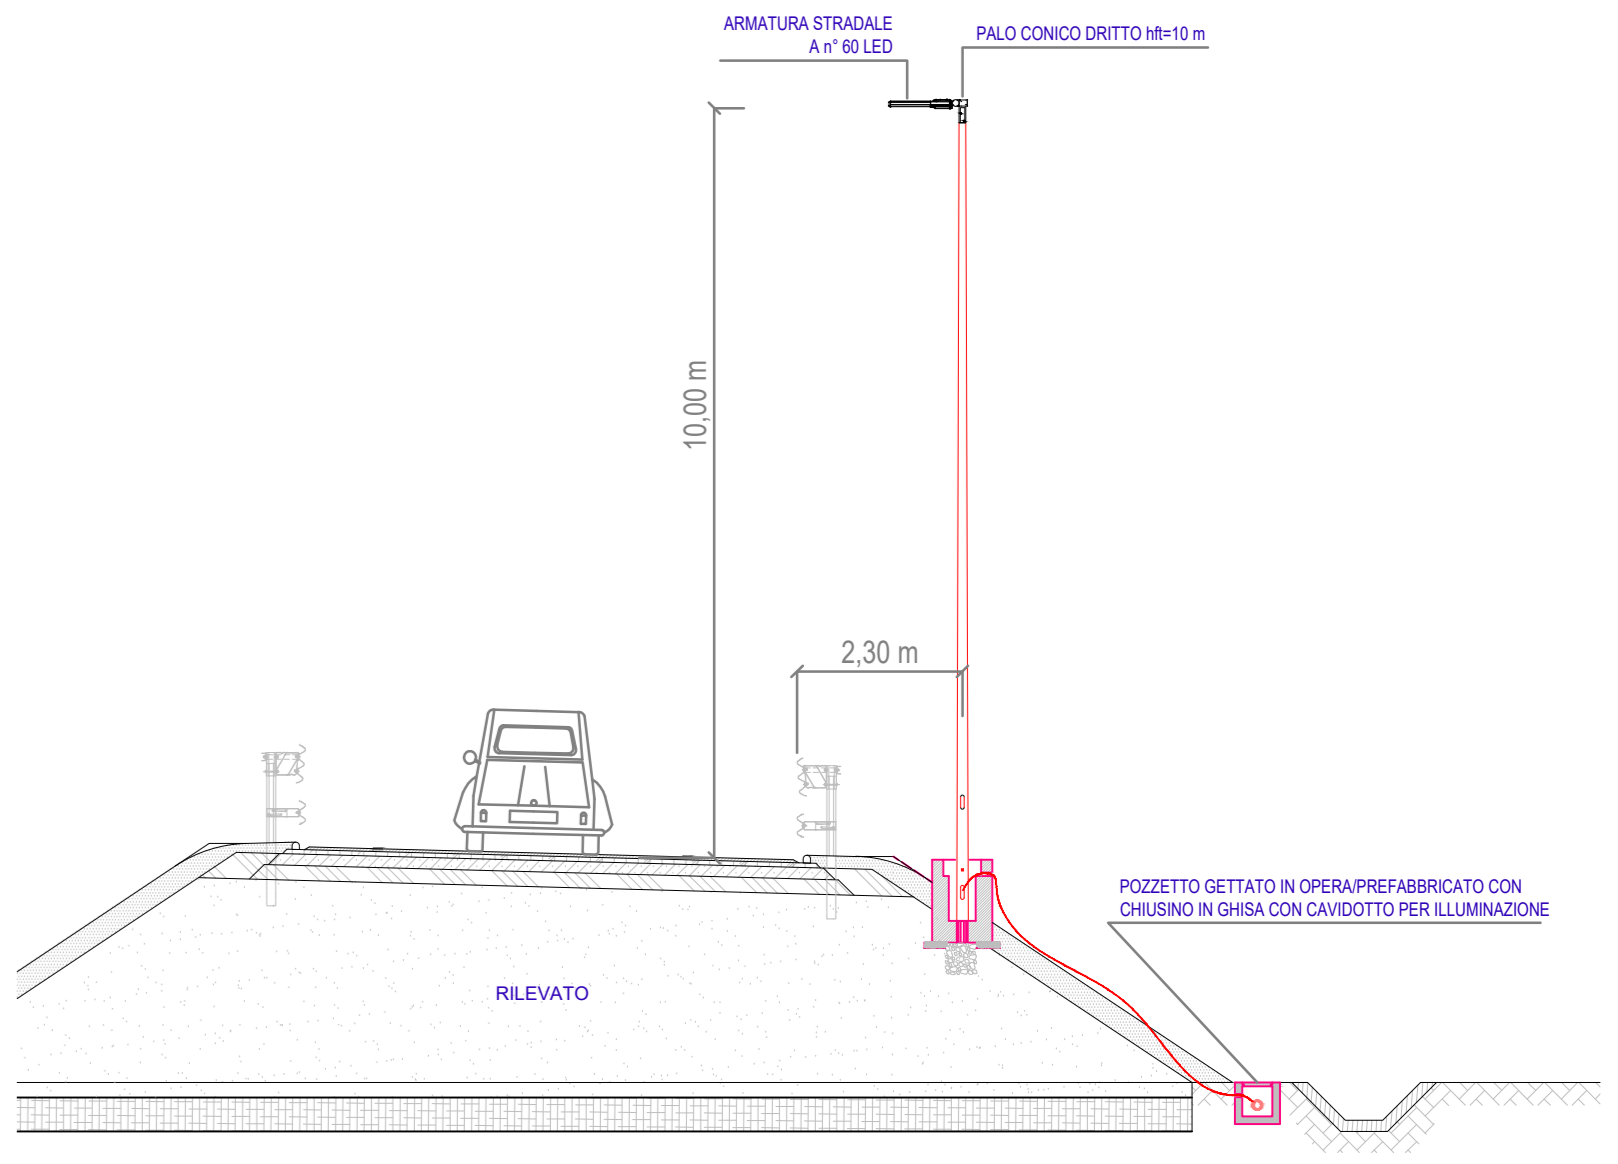 ARMATURA STRADALE
A n° 60 LED
PALO CONICO DRITTO hft=10 m
10,00 m
2,30 m
POZZETTO GETTATO IN OPERA/PREFABBRICATO CON
CHIUSINO IN GHISA CON CAVIDOTTO PER ILLUMINAZIONE
RILEVATO